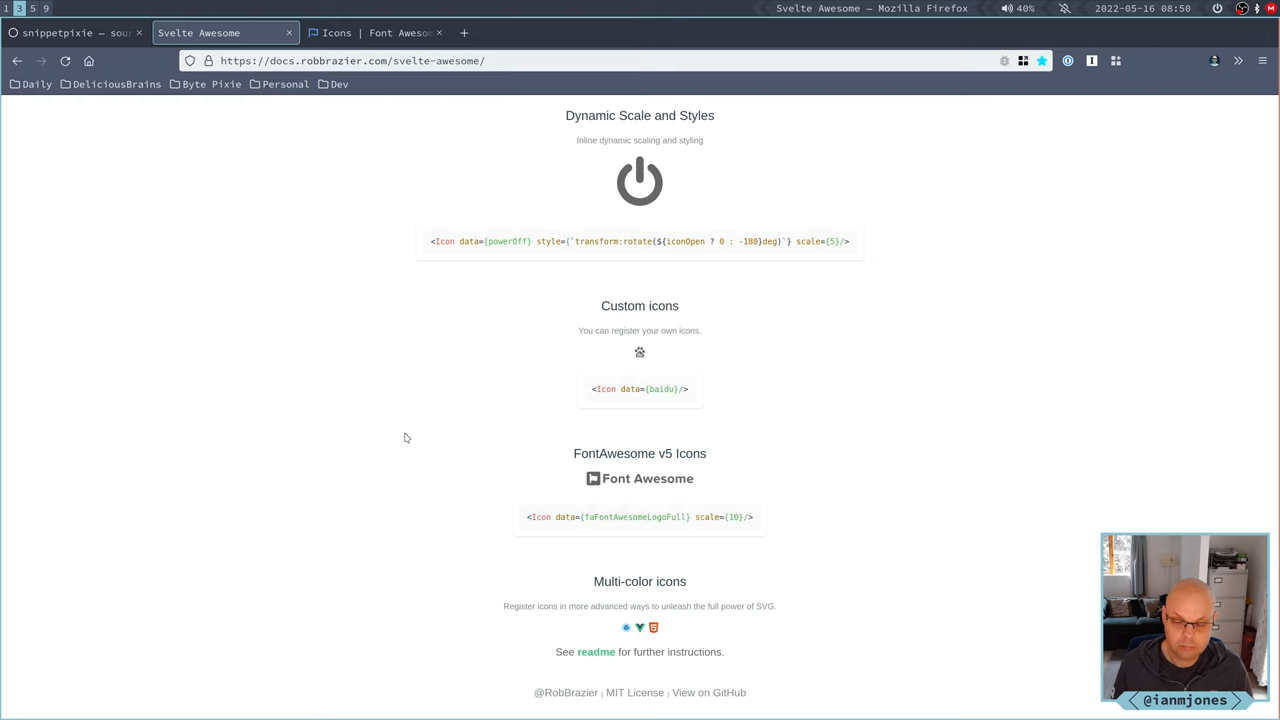 1 3 5 9
Svelte Awesome — Mozilla Firefox
40%
2022-05-16 08:50
snippetpixie — sour
Svelte Awesome
Icons | Font Awesom
https://docs.robbrazier.com/svelte-awesome/
Daily
DeliciousBrains
Byte Pixie
Personal
Dev
Dynamic Scale and Styles
Inline dynamic scaling and styling
<Icon data={powerOff} style={`transform:rotate(${iconOpen ? 0 : -180}deg)`} scale={5}/>
Custom icons
You can register your own icons.
<Icon data={baidu}/>
FontAwesome v5 Icons
Font Awesome
<Icon data={faFontAwesomeLogoFull} scale={10}/>
Multi-color icons
Register icons in more advanced ways to unleash the full power of SVG.
See readme for further instructions.
@RobBrazier | MIT License | View on GitHub
@ianmjones